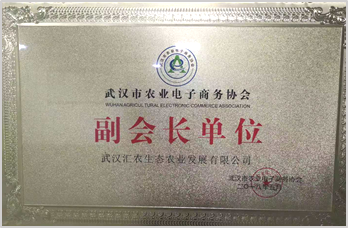 武汉市农业电子商务协会
WUHAN AGRICULTURAL ELECTRONIC COMMERCE ASSOCIATION
副会长单位
武汉汇农生态农业发展有限公司
武汉市农业电子商务协会